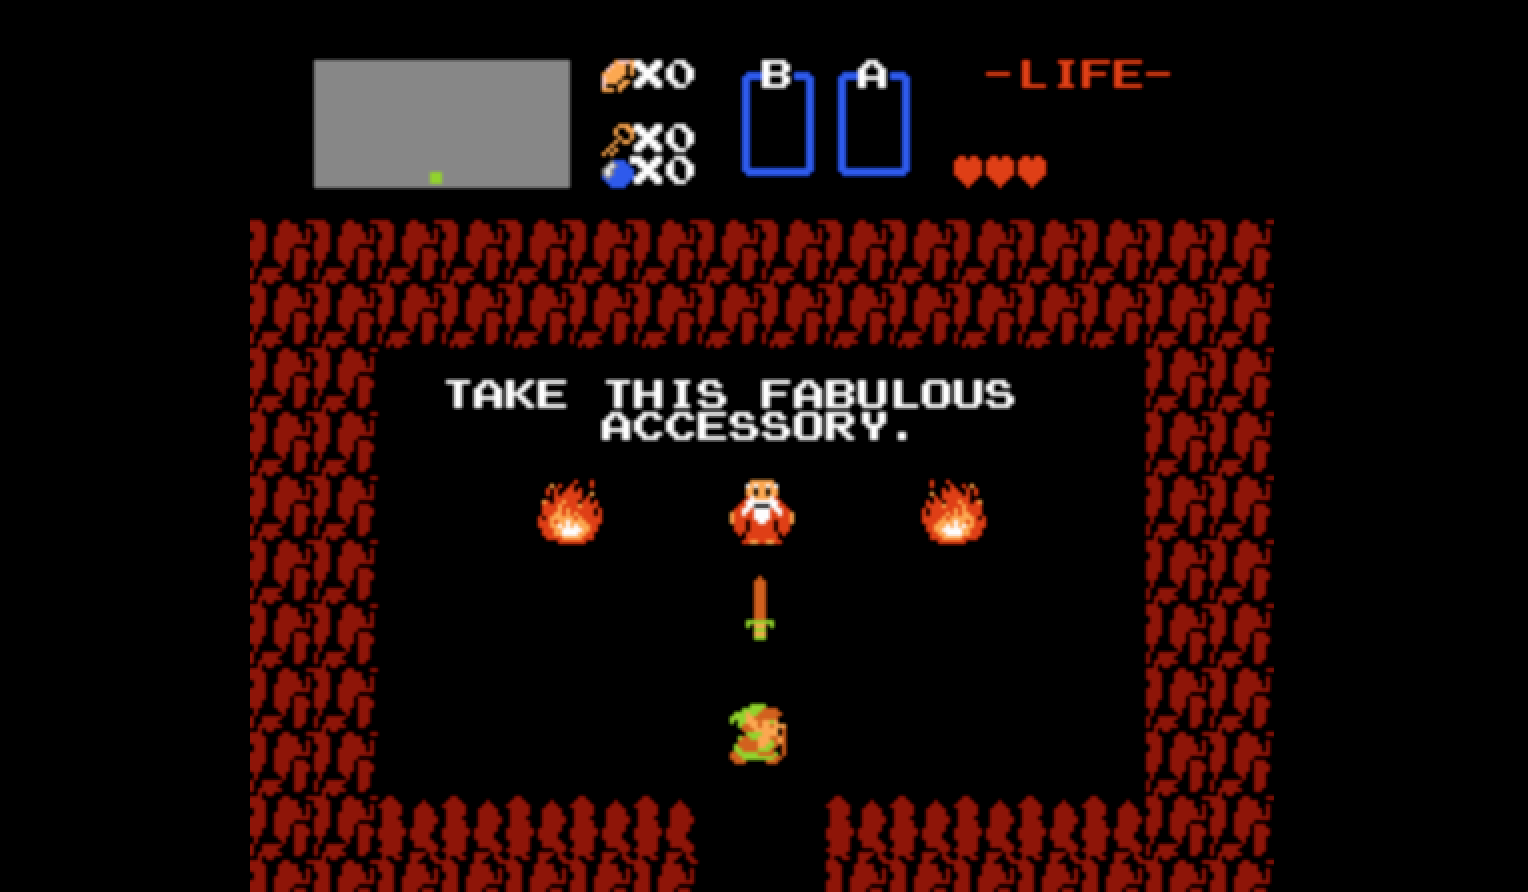 X0 B A -LIFE-
X0
X0
TAKE THIS FABULOUS
ACCESSORY.